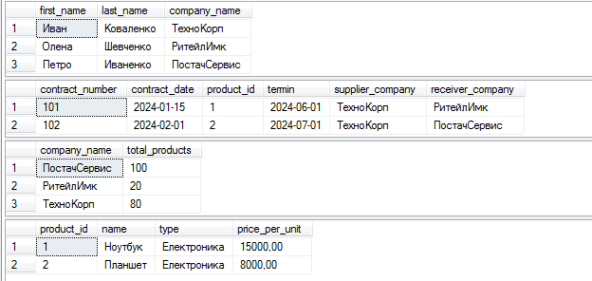 first_name last_name company_name
1 Иван Коваленко ТехноКорп
2 Олена Шевченко РитейлИмк
3 Петро Иваненко ПостачСервис
contract_number contract_date product_id termin supplier_company receiver_company
1 101 2024-01-15 1 2024-06-01 ТехноКорп РитейлИмк
2 102 2024-02-01 2 2024-07-01 ТехноКорп ПостачСервис
company_name total_products
1 ПостачСервис 100
2 РитейлИмк 20
3 ТехноКорп 80
product_id name type price_per_unit
1 1 Ноутбук Електроника 15000,00
2 2 Планшет Електроника 8000,00